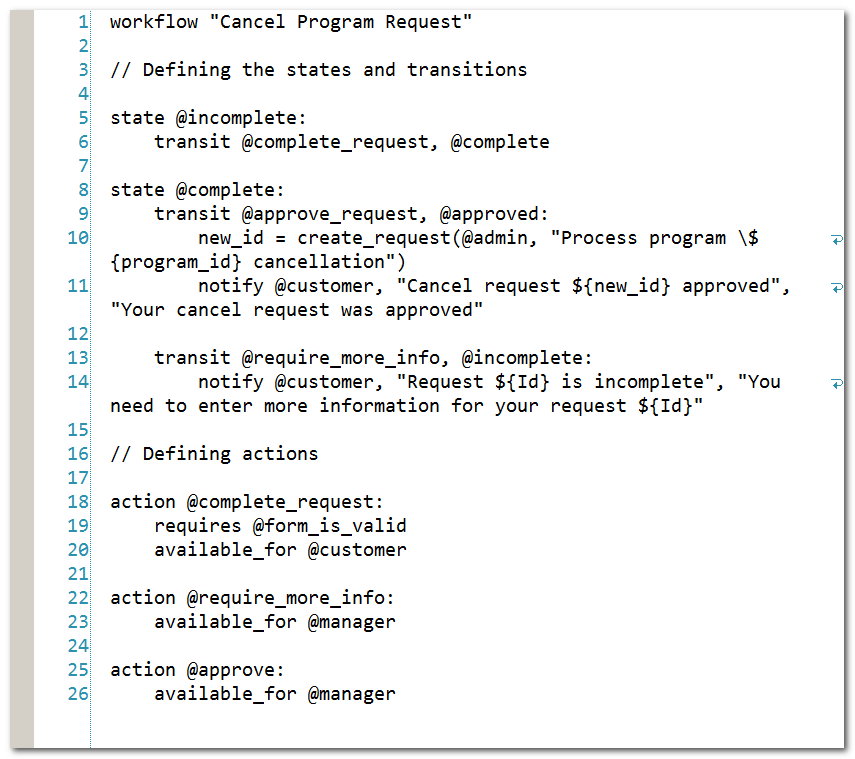 1 workflow "Cancel Program Request"
2
3 // Defining the states and transitions
4
5 state @incomplete:
6     transit @complete_request, @complete
7
8 state @complete:
9     transit @approve_request, @approved:
10         new_id = create_request(@admin, "Process program \$
{program_id} cancellation")
11         notify @customer, "Cancel request ${new_id} approved",
"Your cancel request was approved"
12
13     transit @require_more_info, @incomplete:
14         notify @customer, "Request ${Id} is incomplete", "You
need to enter more information for your request ${Id}"
15
16 // Defining actions
17
18 action @complete_request:
19     requires @form_is_valid
20     available_for @customer
21
22 action @require_more_info:
23     available_for @manager
24
25 action @approve:
26     available_for @manager